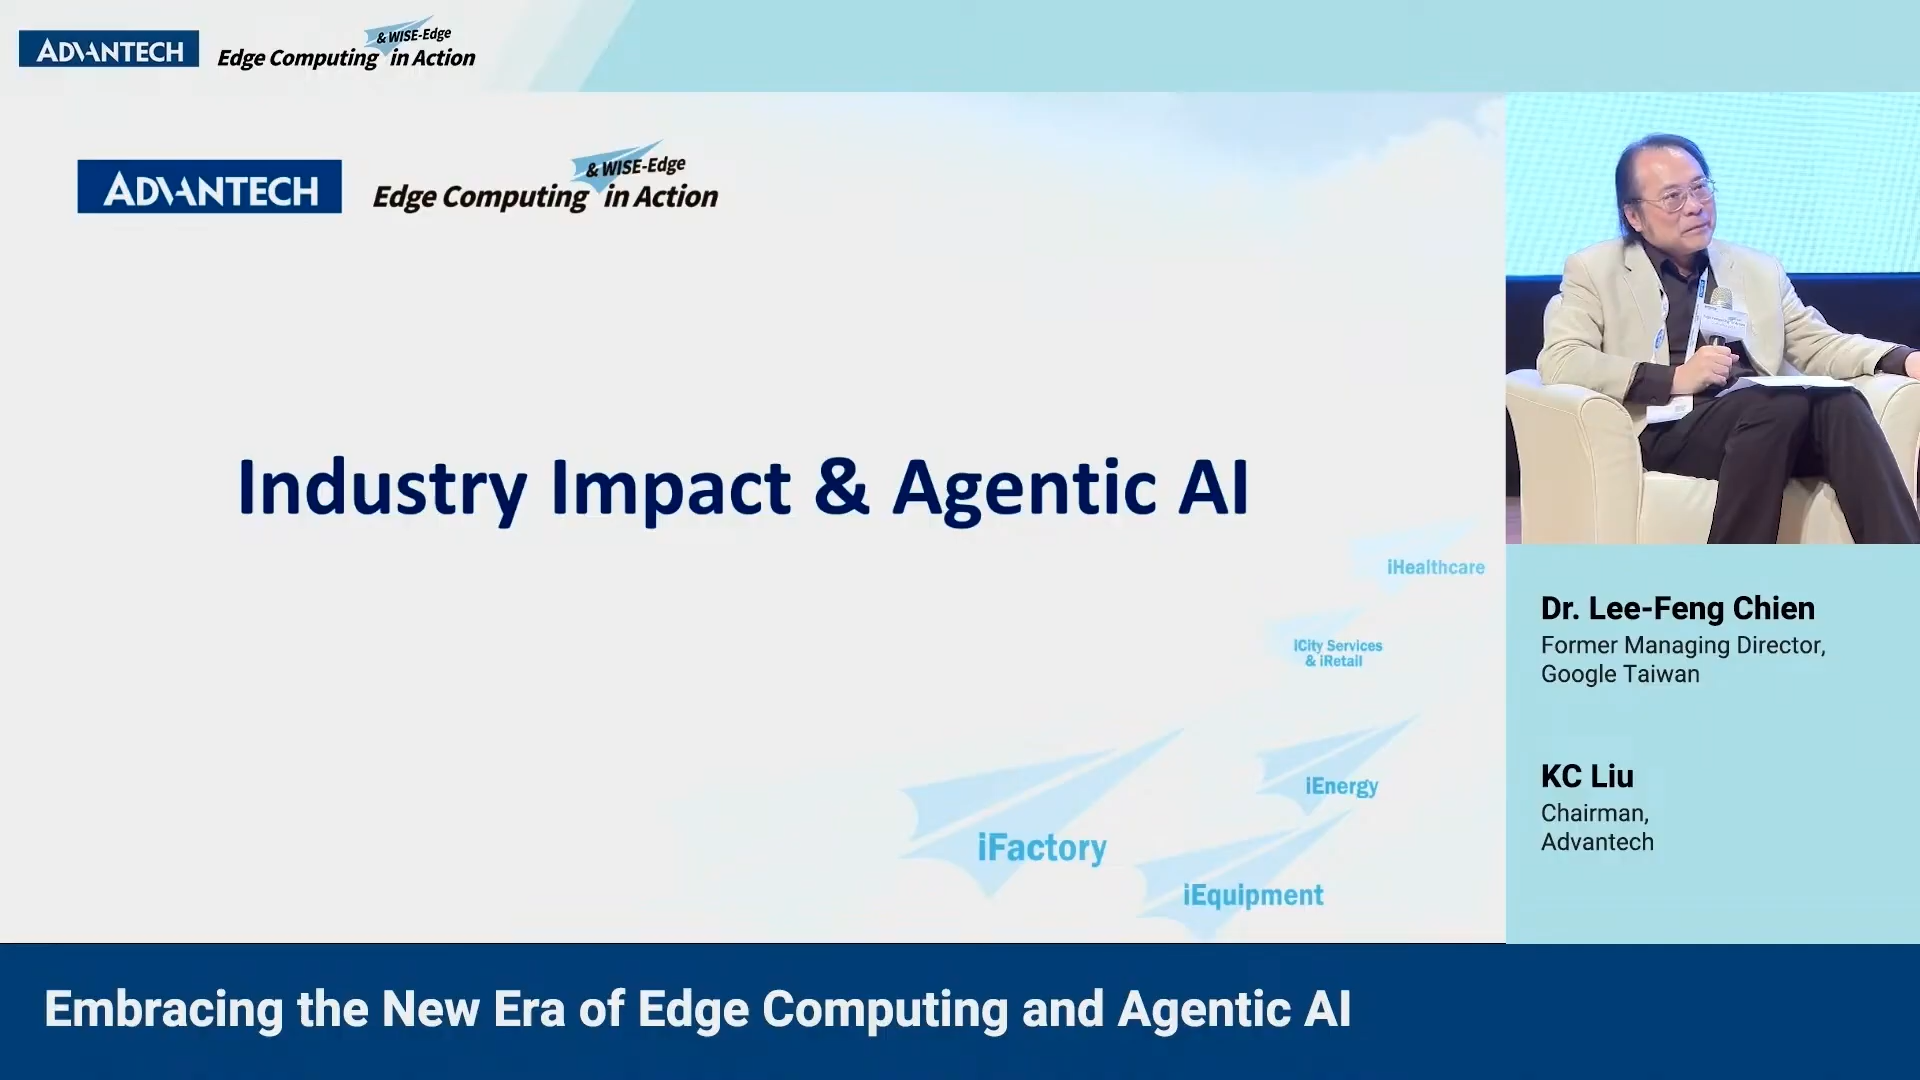 ADVANTECH
& WISE-Edge
Edge Computing in Action
ADVANTECH
& WISE-Edge
Edge Computing in Action
Industry Impact & Agentic AI
iHealthcare
iCity Services
& iRetail
iEnergy
iFactory
iEquipment
Dr. Lee-Feng Chien
Former Managing Director,
Google Taiwan
KC Liu
Chairman,
Advantech
Embracing the New Era of Edge Computing and Agentic AI